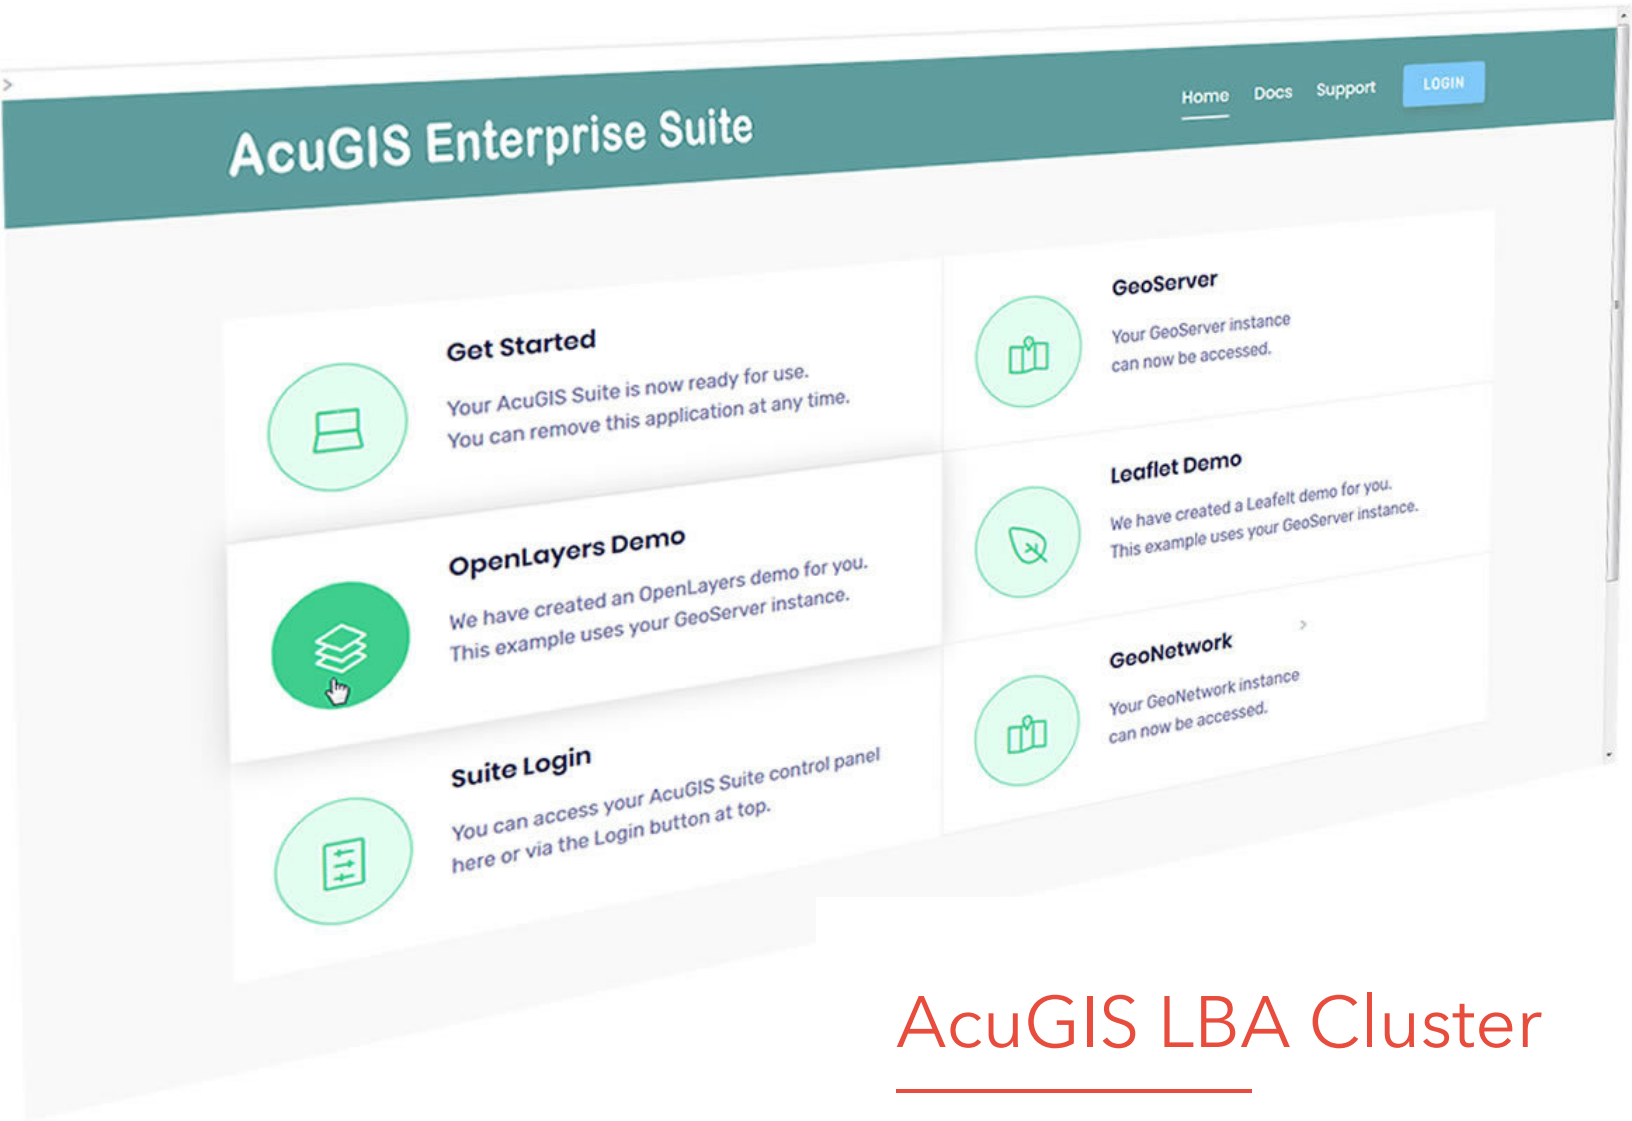 AcuGIS Enterprise Suite
Home Docs Support LOGIN
Get Started
Your AcuGIS Suite is now ready for use.
You can remove this application at any time.
OpenLayers Demo
We have created an OpenLayers demo for you.
This example uses your GeoServer instance.
Suite Login
You can access your AcuGIS Suite control panel
here or via the Login button at top.
GeoServer
Your GeoServer instance
can now be accessed.
Leaflet Demo
We have created a Leafelt demo for you.
This example uses your GeoServer instance.
GeoNetwork
Your GeoNetwork instance
can now be accessed.
AcuGIS LBA Cluster